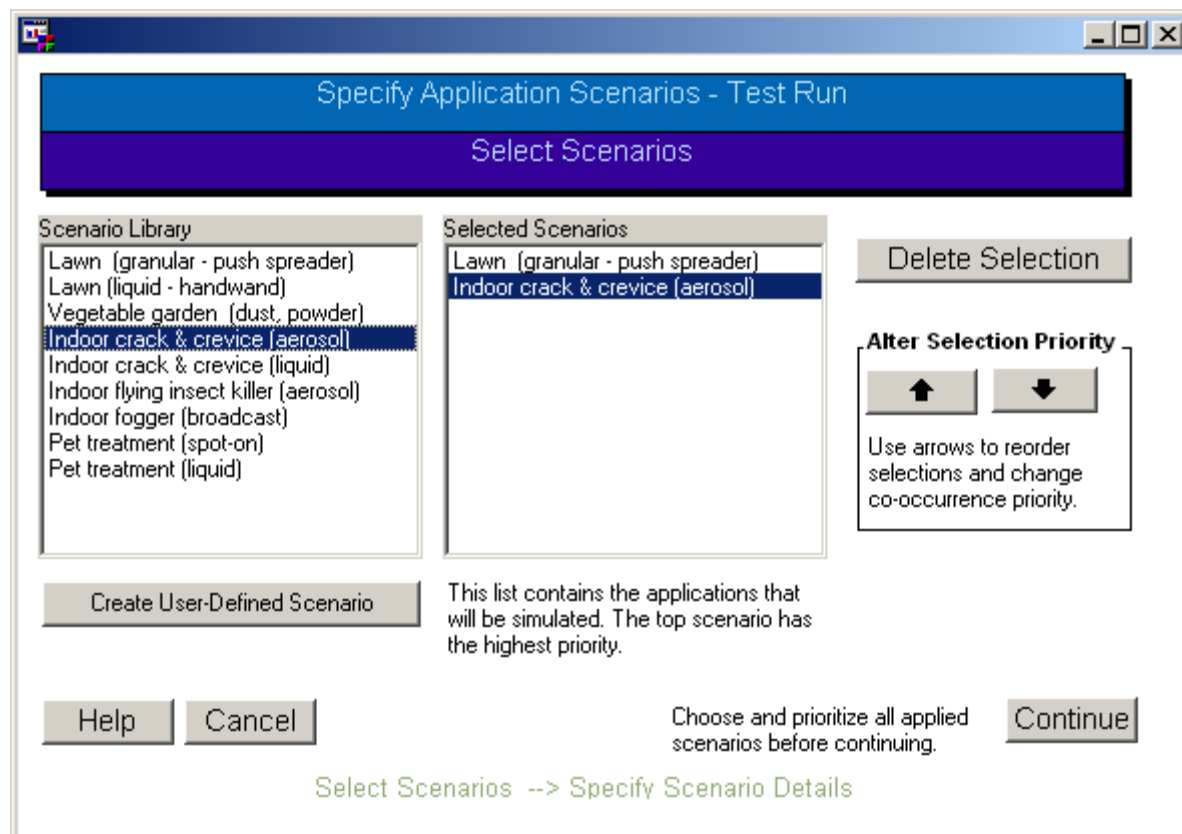 Specify Application Scenarios - Test Run
Select Scenarios
Scenario Library
Lawn (granular - push spreader)
Lawn (liquid - handwand)
Vegetable garden (dust, powder)
Indoor crack & crevice (aerosol)
Indoor crack & crevice (liquid)
Indoor flying insect killer (aerosol)
Indoor fogger (broadcast)
Pet treatment (spot-on)
Pet treatment (liquid)
Create User-Defined Scenario
Selected Scenarios
Lawn (granular - push spreader)
Indoor crack & crevice (aerosol)
This list contains the applications that
will be simulated. The top scenario has
the highest priority.
Delete Selection
Alter Selection Priority
Use arrows to reorder
selections and change
co-occurrence priority.
Help
Cancel
Choose and prioritize all applied
scenarios before continuing.
Continue
Select Scenarios --> Specify Scenario Details